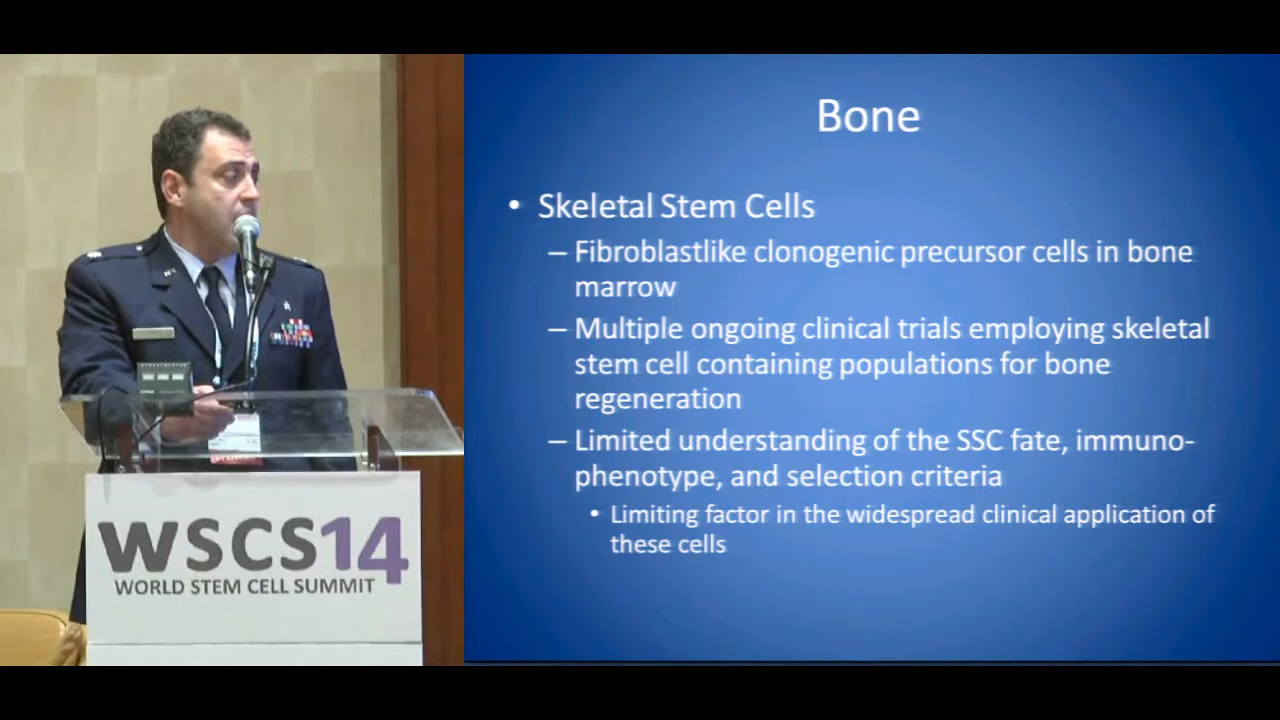 WSCS14
WORLD STEM CELL SUMMIT
Bone
• Skeletal Stem Cells
– Fibroblastlike clonogenic precursor cells in bone
marrow
– Multiple ongoing clinical trials employing skeletal
stem cell containing populations for bone
regeneration
– Limited understanding of the SSC fate, immuno-
phenotype, and selection criteria
• Limiting factor in the widespread clinical application of
these cells